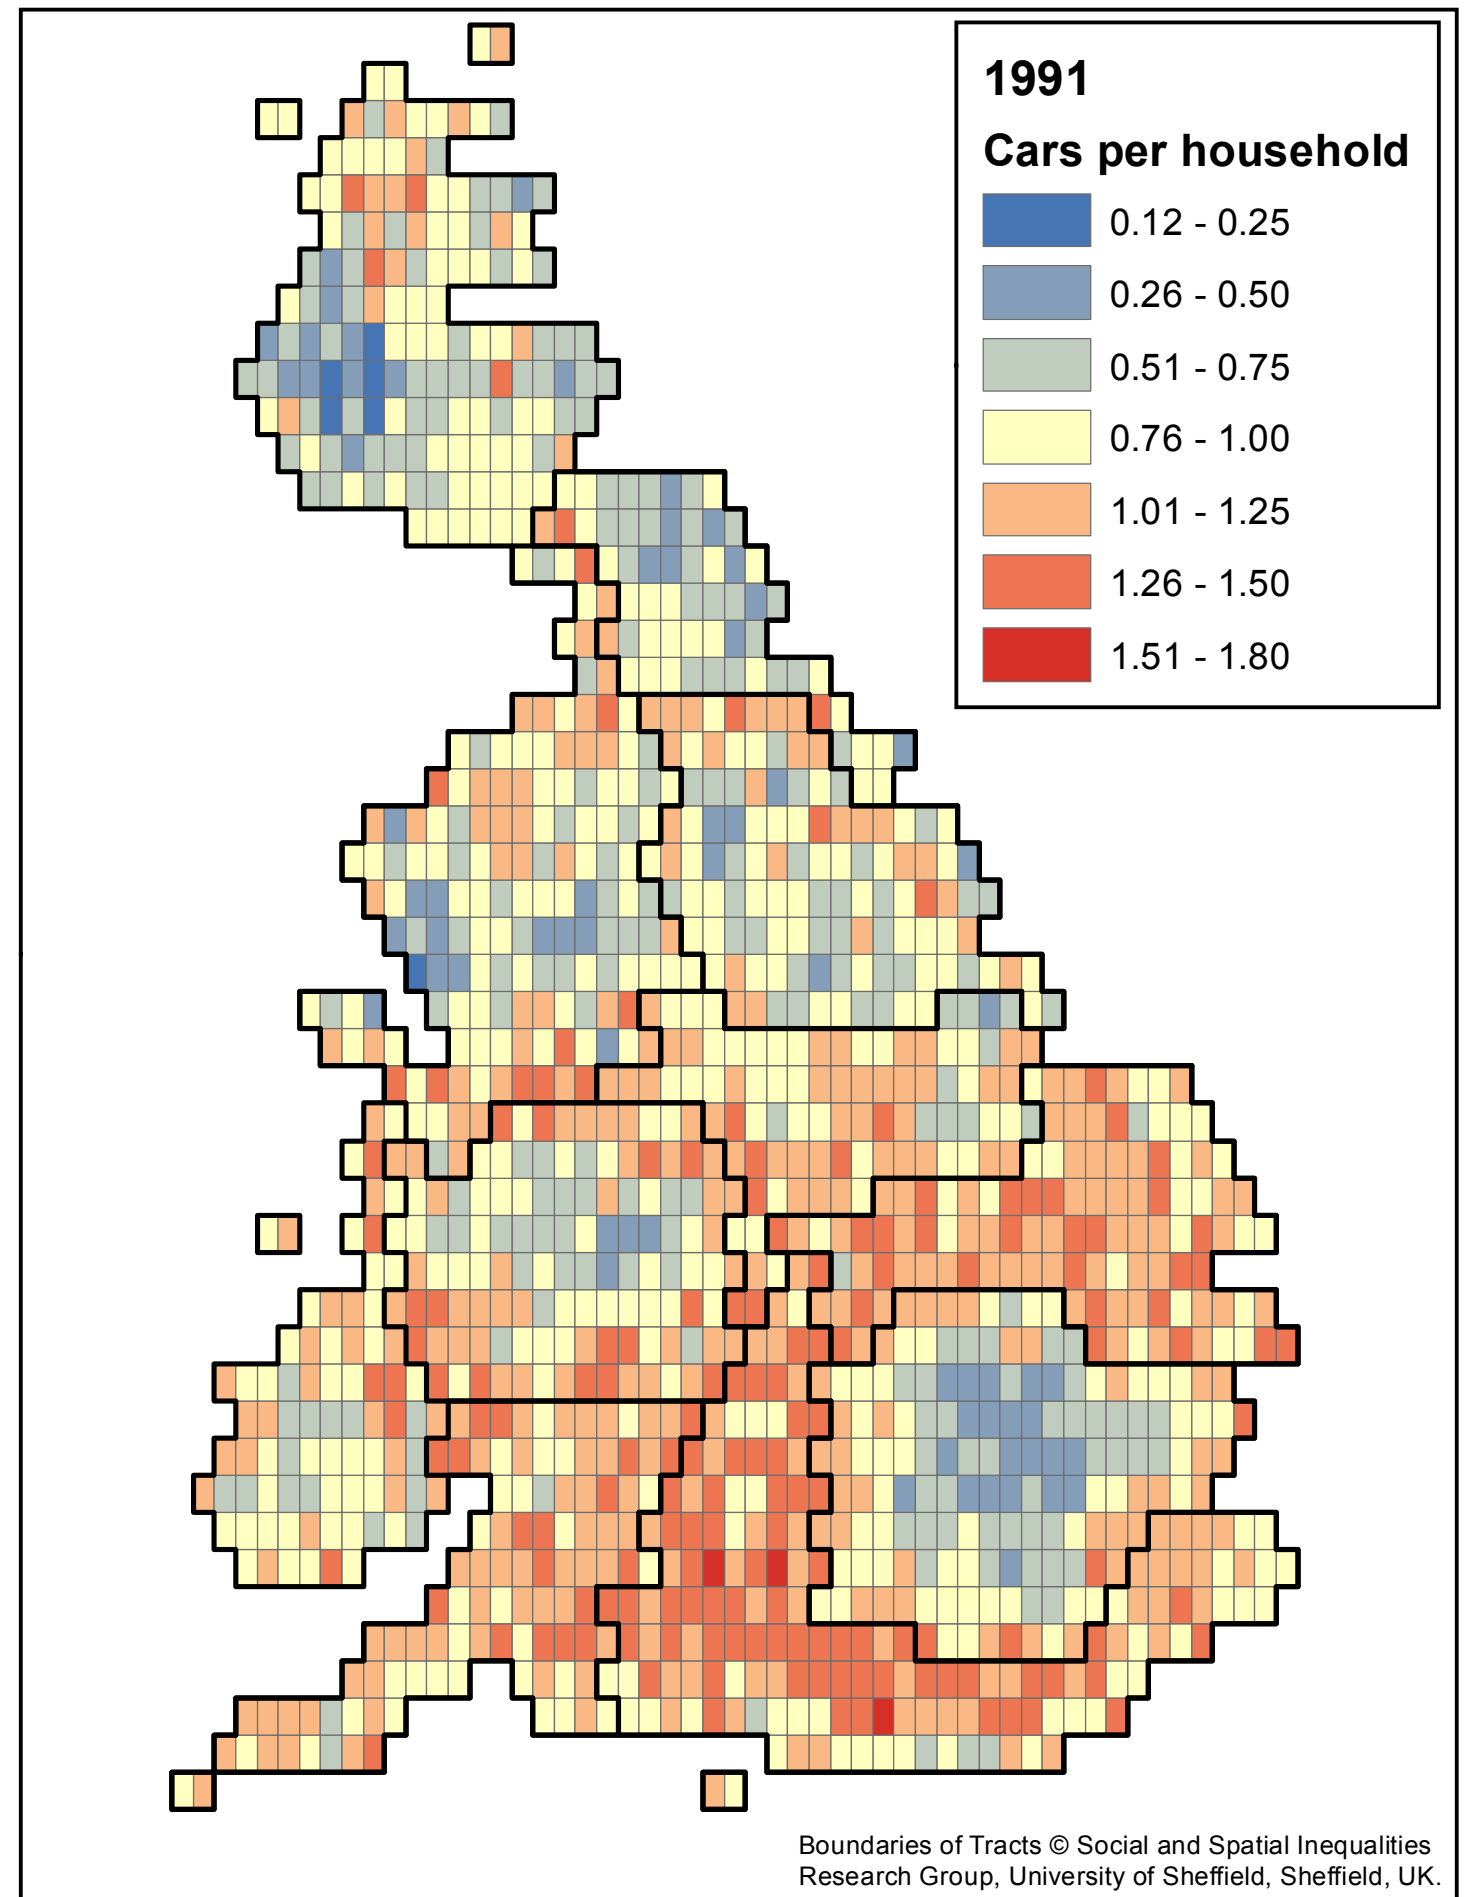 1991
Cars per household
0.12 - 0.25
0.26 - 0.50
0.51 - 0.75
0.76 - 1.00
1.01 - 1.25
1.26 - 1.50
1.51 - 1.80
Boundaries of Tracts © Social and Spatial Inequalities
Research Group, University of Sheffield, Sheffield, UK.